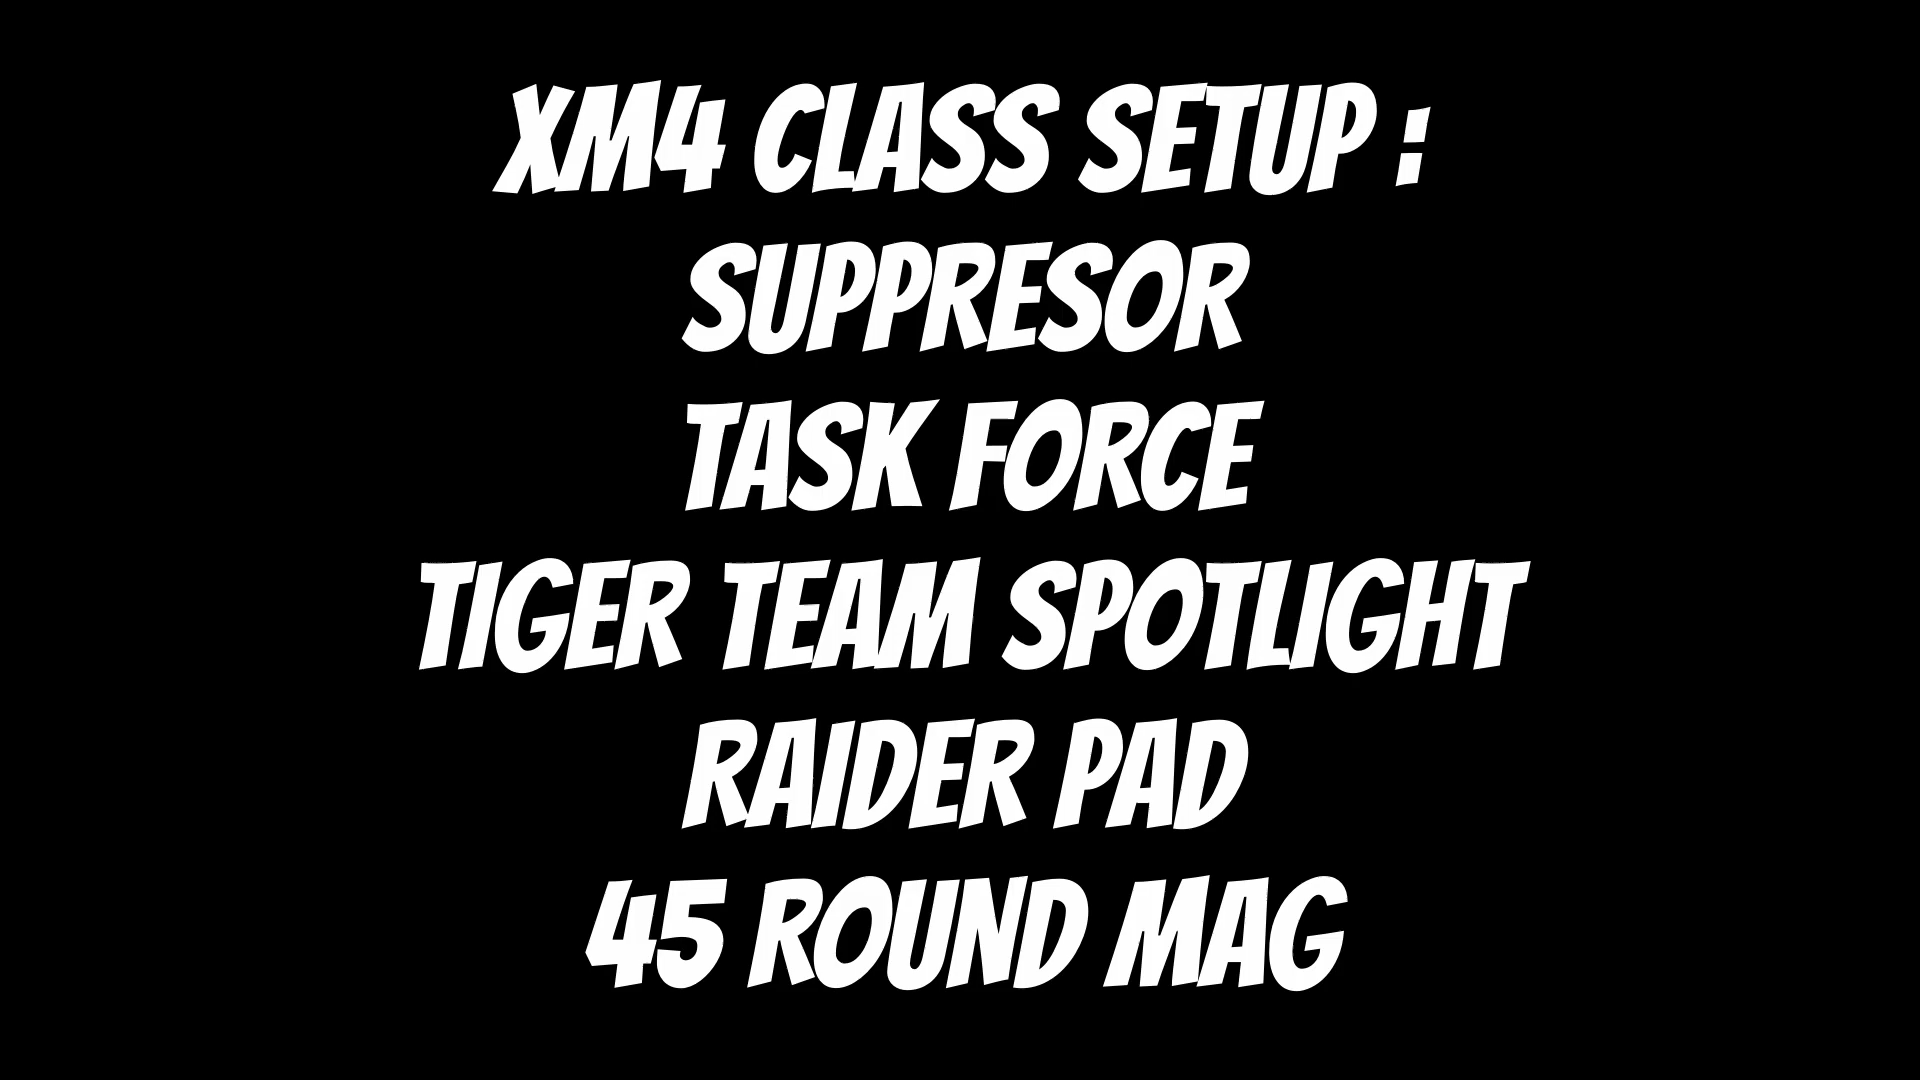 XM4 CLASS SETUP :
SUPPRESOR
TASK FORCE
TIGER TEAM SPOTLIGHT
RAIDER PAD
45 ROUND MAG